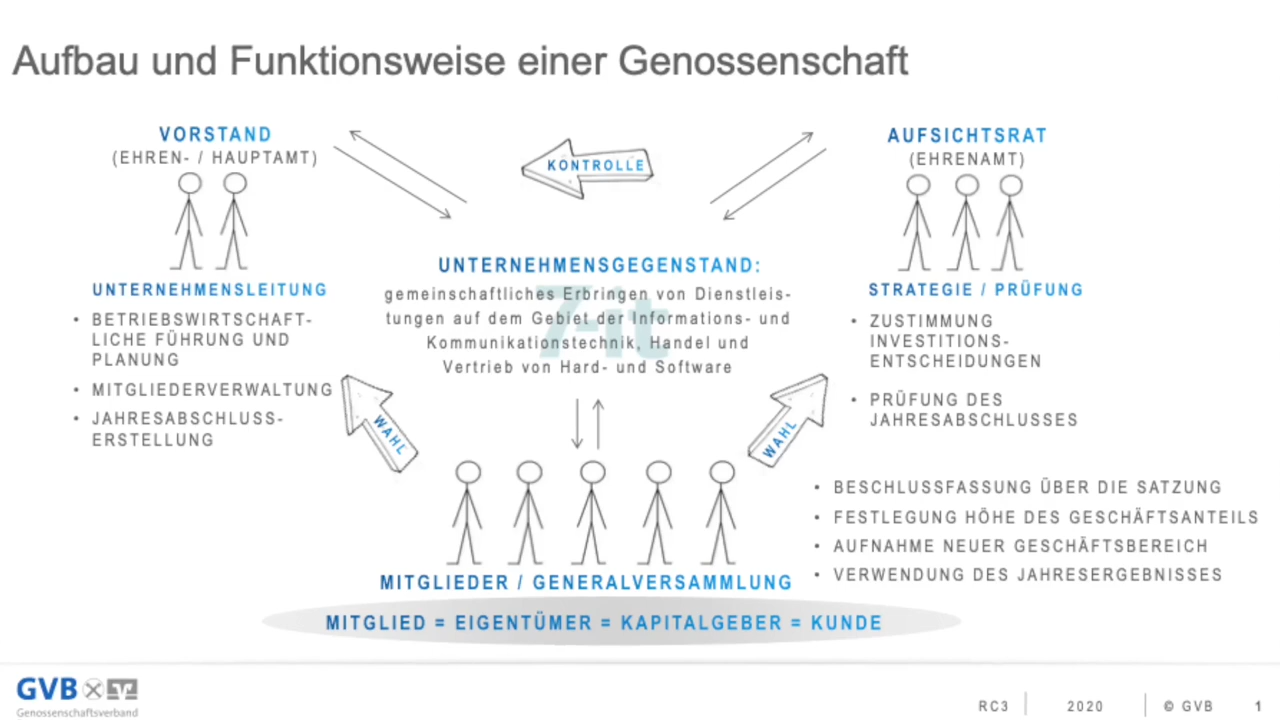 Aufbau und Funktionsweise einer Genossenschaft
VORSTAND
(EHREN- / HAUPTAMT)
KONTROLLE
AUFSICHTSRAT
(EHRENAMT)
UNTERNEHMENSLEITUNG
• BETRIEBSWIRTSCHAFT-
LICHE FÜHRUNG UND
PLANUNG
• MITGLIEDERVERWALTUNG
• JAHRESABSCHLUSS-
ERSTELLUNG
UNTERNEHMENSGEGENSTAND:
gemeinschaftliches Erbringen von Dienstleis-
tungen auf dem Gebiet der Informations- und
Kommunikationstechnik, Handel und
Vertrieb von Hard- und Software
7-it
STRATEGIE / PRÜFUNG
• ZUSTIMMUNG
INVESTITIONS-
ENTSCHEIDUNGEN
• PRÜFUNG DES
JAHRESABSCHLUSSES
WAHL
WAHL
• BESCHLUSSFASSUNG ÜBER DIE SATZUNG
• FESTLEGUNG HÖHE DES GESCHÄFTSANTEILS
• AUFNAHME NEUER GESCHÄFTSBEREICH
• VERWENDUNG DES JAHRESERGEBNISSES
MITGLIEDER / GENERALVERSAMMLUNG
MITGLIED = EIGENTÜMER = KAPITALGEBER = KUNDE
GVB
Genossenschaftsverband
RC3 2020 © GVB 1